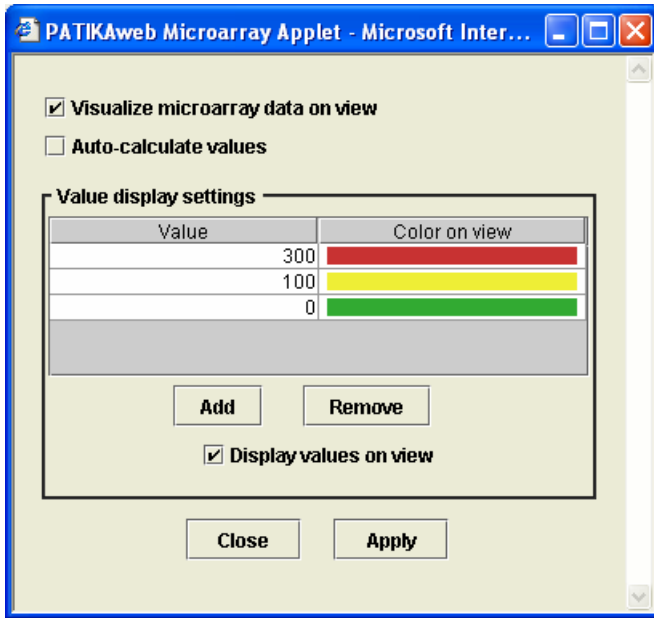 PATIKAweb Microarray Applet - Microsoft Inter...
Visualize microarray data on view
Auto-calculate values
Value display settings
Value Color on view
300
100
0
Add Remove
Display values on view
Close Apply